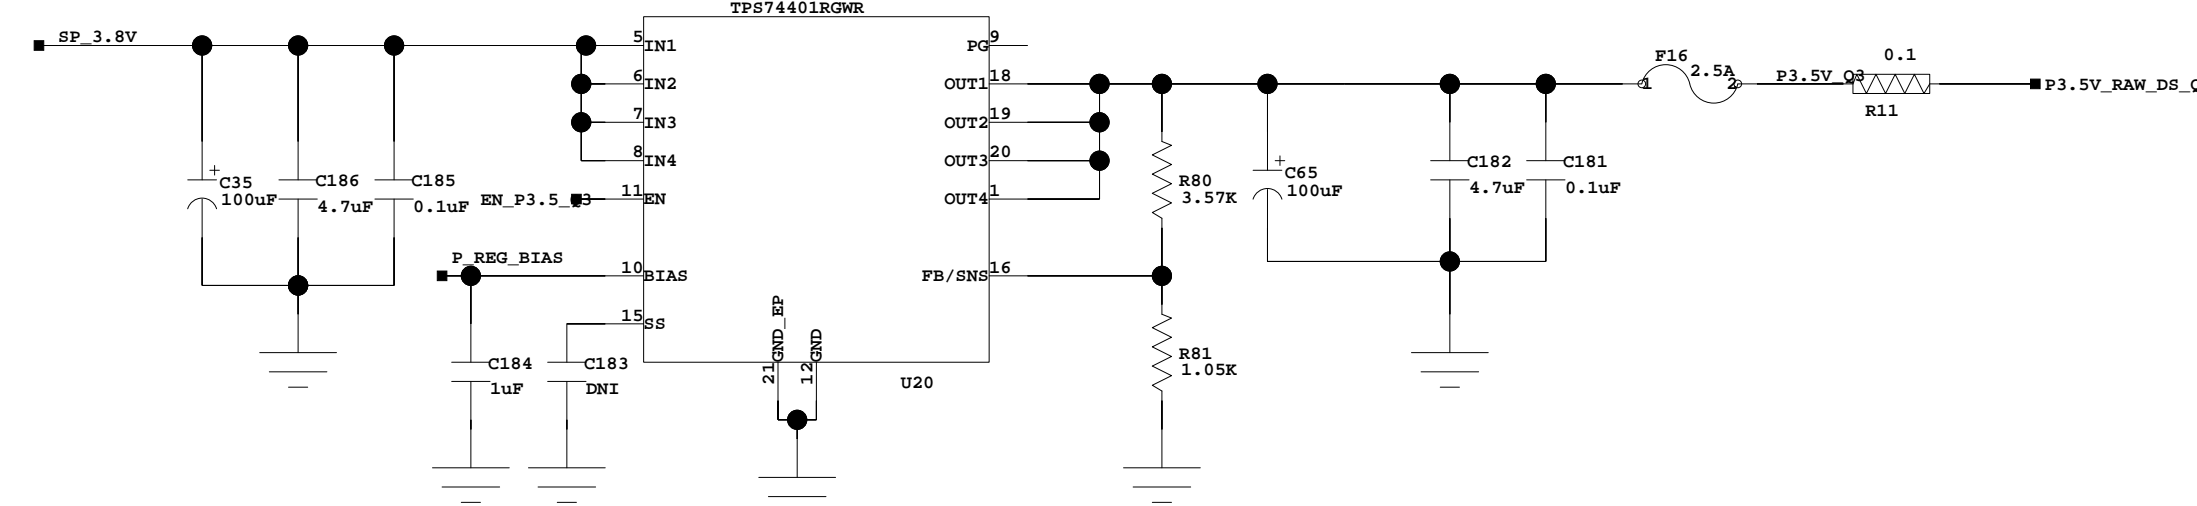 TPS74401RGWR
SP_3.8V
5 IN1
6 IN2
7 IN3
8 IN4
11 EN
10 BIAS
15 SS
PG 9
OUT1 18
OUT2 19
OUT3 20
OUT4 1
FB/SNS 16
21 GND_EP
12 GND
U20
+
C35
100uF
C186
4.7uF
C185
0.1uF
EN_P3.5_Q3
P_REG_BIAS
C184
1uF
C183
DNI
R80
3.57K
R81
1.05K
+
C65
100uF
C182
4.7uF
C181
0.1uF
F16
1 2.5A 2
P3.5V_Q3
0.1
R11
P3.5V_RAW_DS_